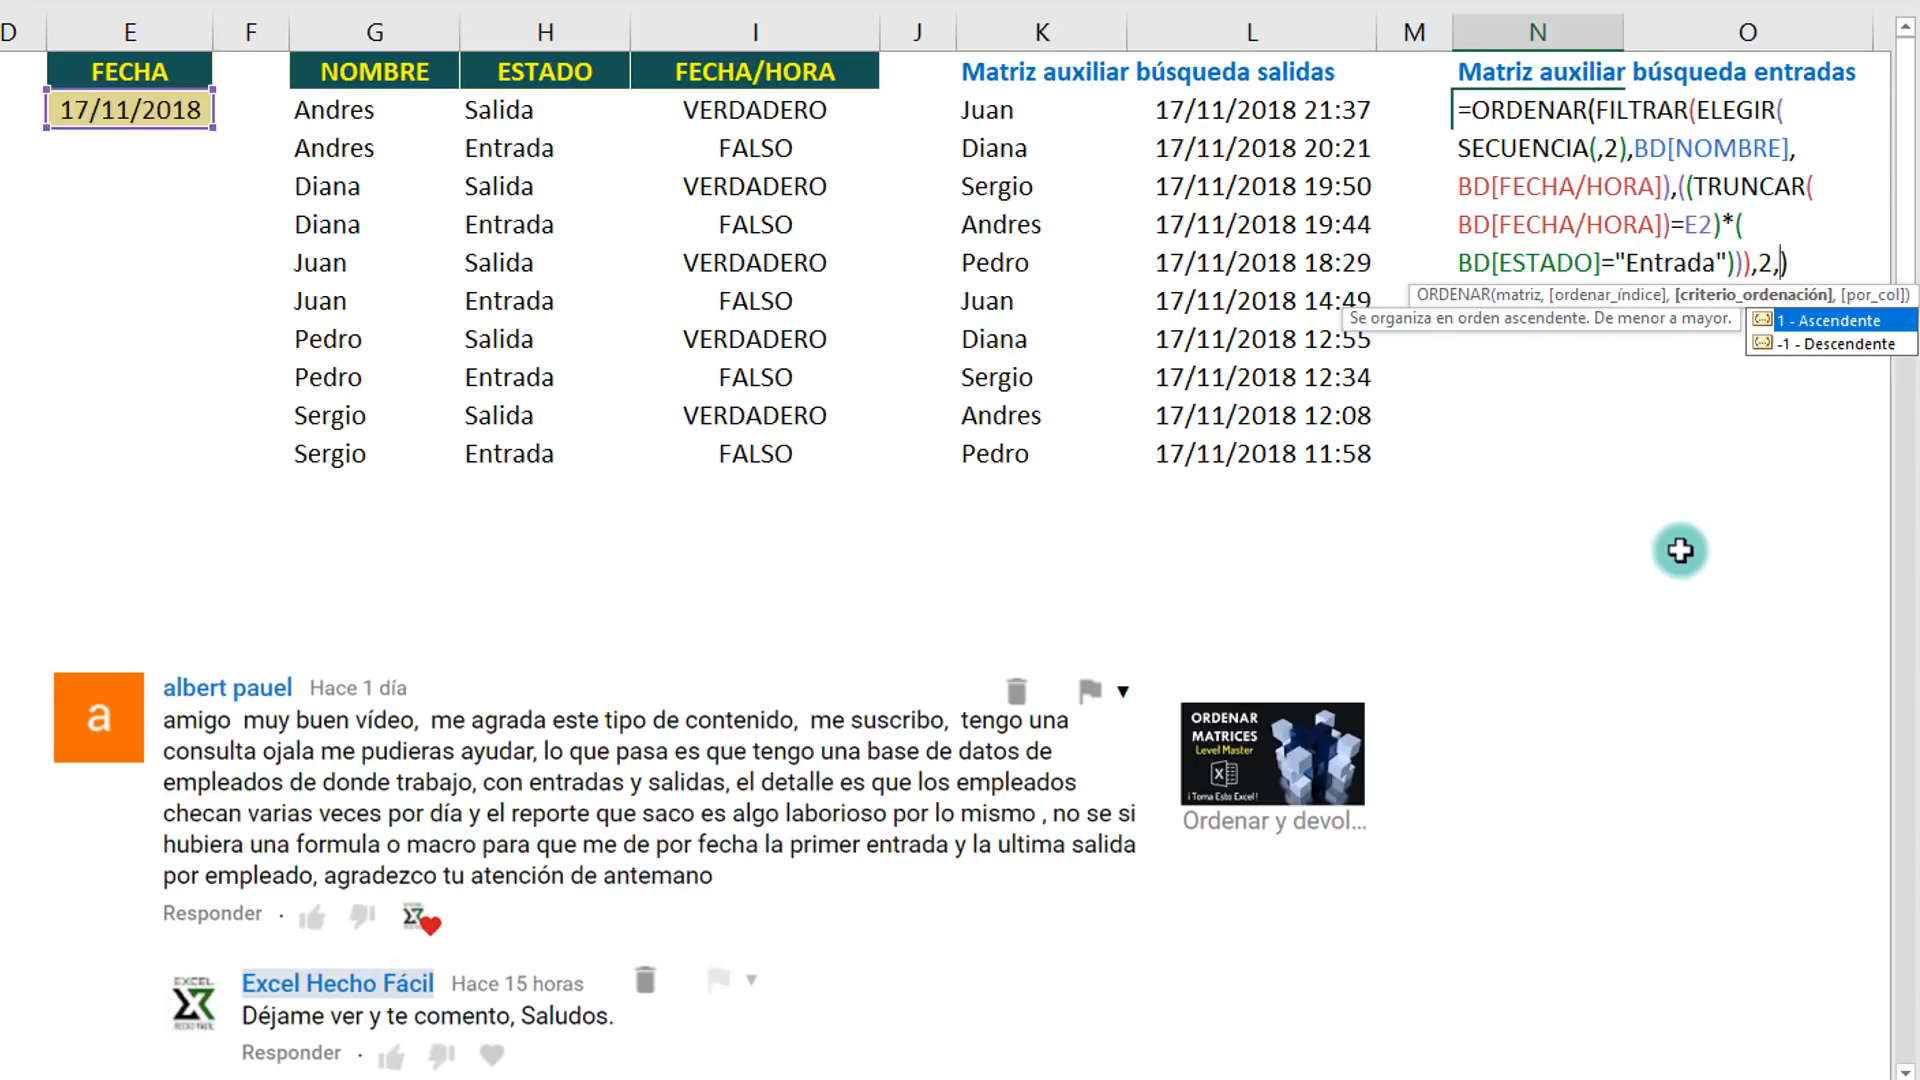 D E F G H I J K L M N O
FECHA NOMBRE ESTADO FECHA/HORA Matriz auxiliar búsqueda salidas Matriz auxiliar búsqueda entradas
17/11/2018 Andres Salida VERDADERO Juan 17/11/2018 21:37 =ORDENAR(FILTRAR(ELEGIR(
Andres Entrada FALSO Diana 17/11/2018 20:21 SECUENCIA(,2),BD[NOMBRE],
Diana Salida VERDADERO Sergio 17/11/2018 19:50 BD[FECHA/HORA]),((TRUNCAR(
Diana Entrada FALSO Andres 17/11/2018 19:44 BD[FECHA/HORA])=E2)*(
Juan Salida VERDADERO Pedro 17/11/2018 18:29 BD[ESTADO]="Entrada"))),2,)
Juan Entrada FALSO Juan 17/11/2018 14:49 ORDENAR(matriz, [ordenar_índice], [criterio_ordenación], [por_col])
Se organiza en orden ascendente. De menor a mayor. 1 - Ascendente
Pedro Salida VERDADERO Diana 17/11/2018 12:55 -1 - Descendente
Pedro Entrada FALSO Sergio 17/11/2018 12:34
Sergio Salida VERDADERO Andres 17/11/2018 12:08
Sergio Entrada FALSO Pedro 17/11/2018 11:58
a
albert pauel Hace 1 día
amigo muy buen vídeo, me agrada este tipo de contenido, me suscribo, tengo una
consulta ojala me pudieras ayudar, lo que pasa es que tengo una base de datos de
empleados de donde trabajo, con entradas y salidas, el detalle es que los empleados
checan varias veces por día y el reporte que saco es algo laborioso por lo mismo , no se si
hubiera una formula o macro para que me de por fecha la primer entrada y la ultima salida
por empleado, agradezco tu atención de antemano
Responder ·
ORDENAR
MATRICES
Level Master
X
¡Toma Esto Excel!
Ordenar y devol...
EXCEL
HECHO FÁCIL
Excel Hecho Fácil Hace 15 horas
Déjame ver y te comento, Saludos.
Responder ·